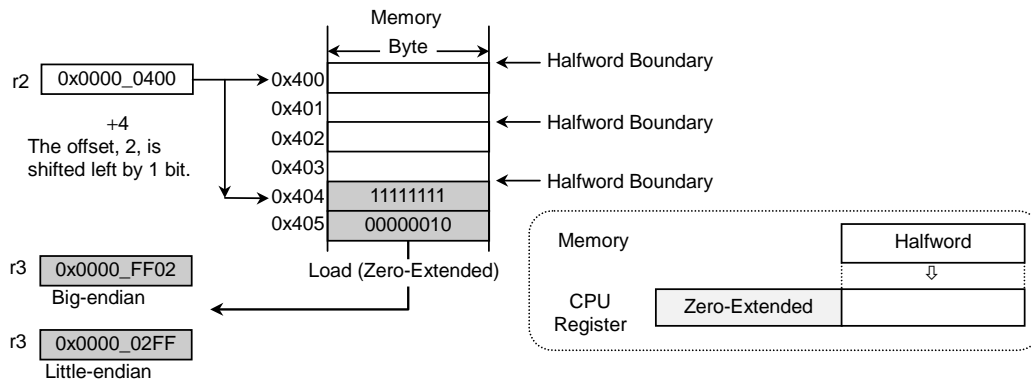 Memory
Byte
Halfword Boundary
r2 0x0000_0400 0x400
0x401
+4
Halfword Boundary
The offset, 2, is 0x402
shifted left by 1 bit.
0x403
Halfword Boundary
0x404 11111111
0x405 00000010
Load (Zero-Extended)
r3 0x0000_FF02
Big-endian
r3 0x0000_02FF
Little-endian
Memory Halfword
⇩
CPU
Register
Zero-Extended